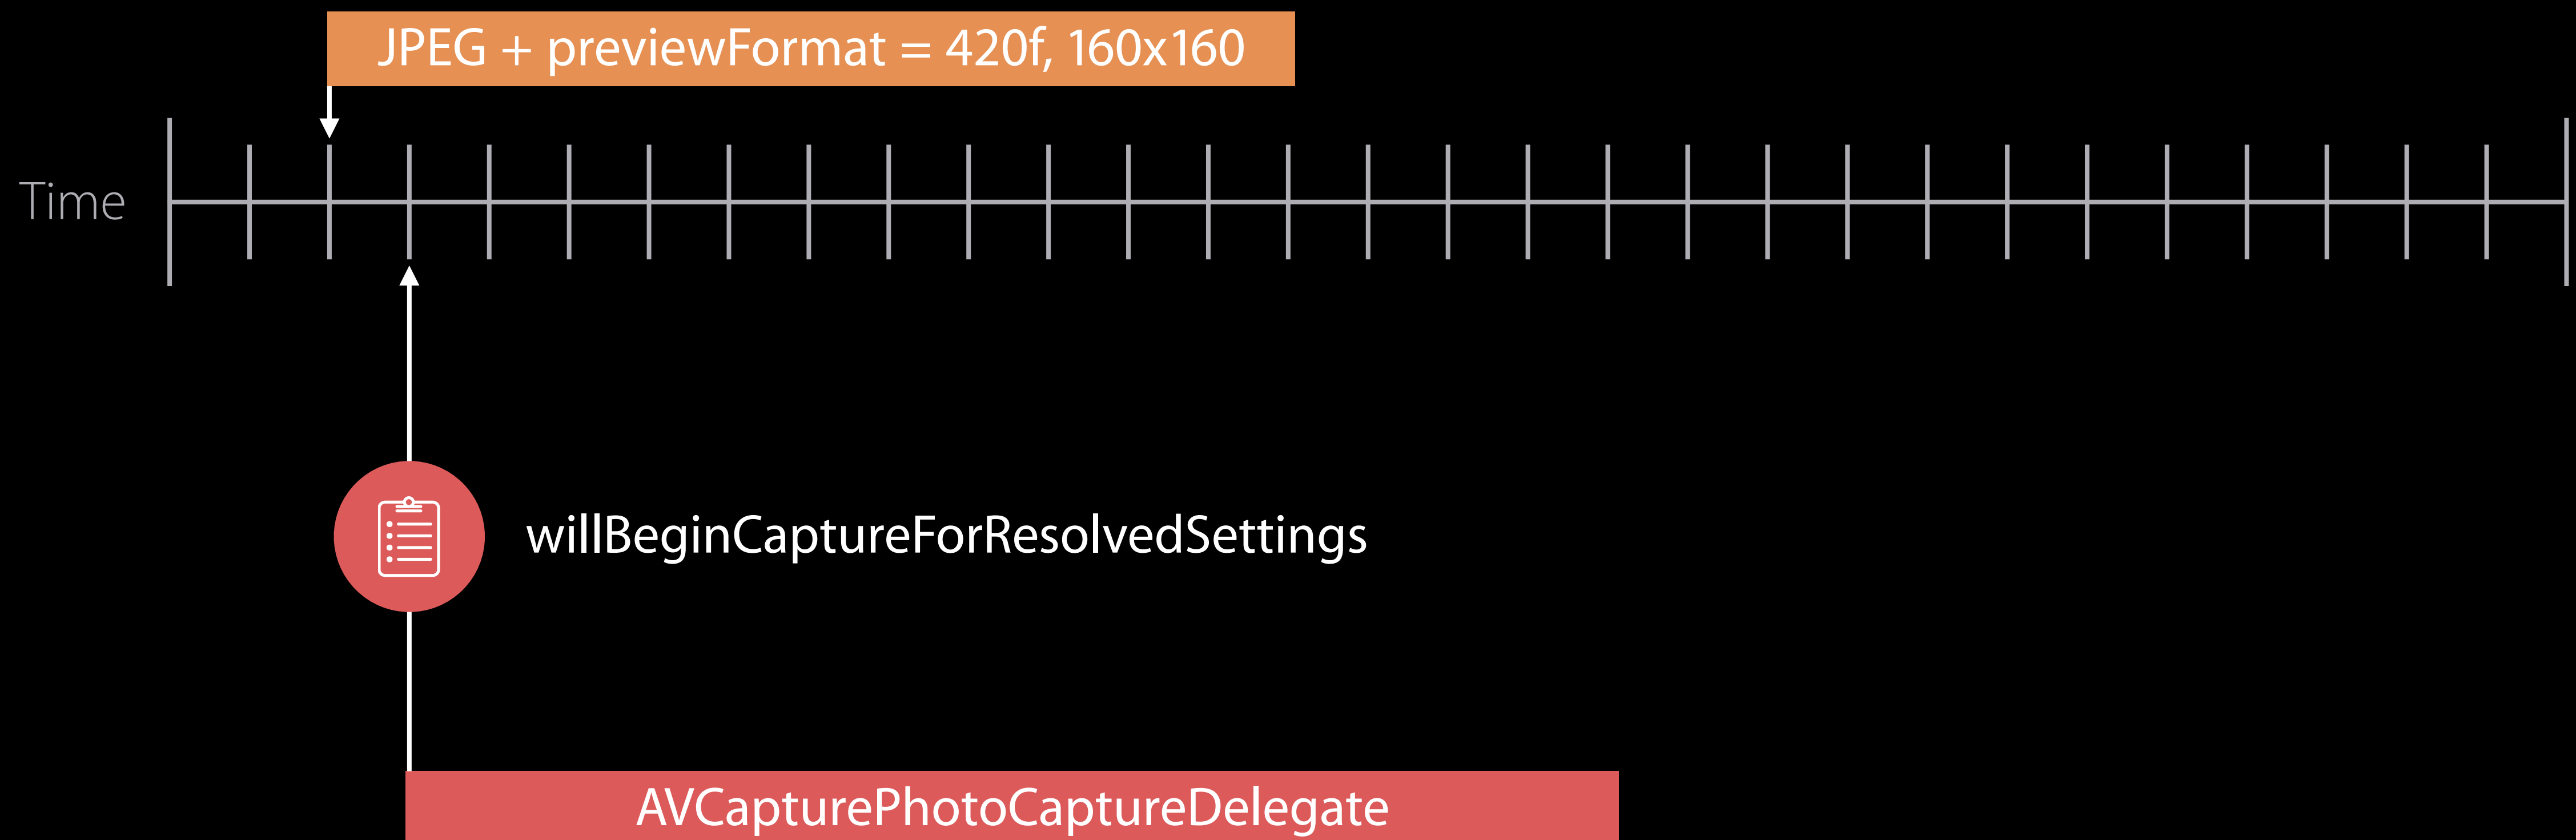 JPEG + previewFormat = 420f, 160x160
Time
willBeginCaptureForResolvedSettings
AVCapturePhotoCaptureDelegate